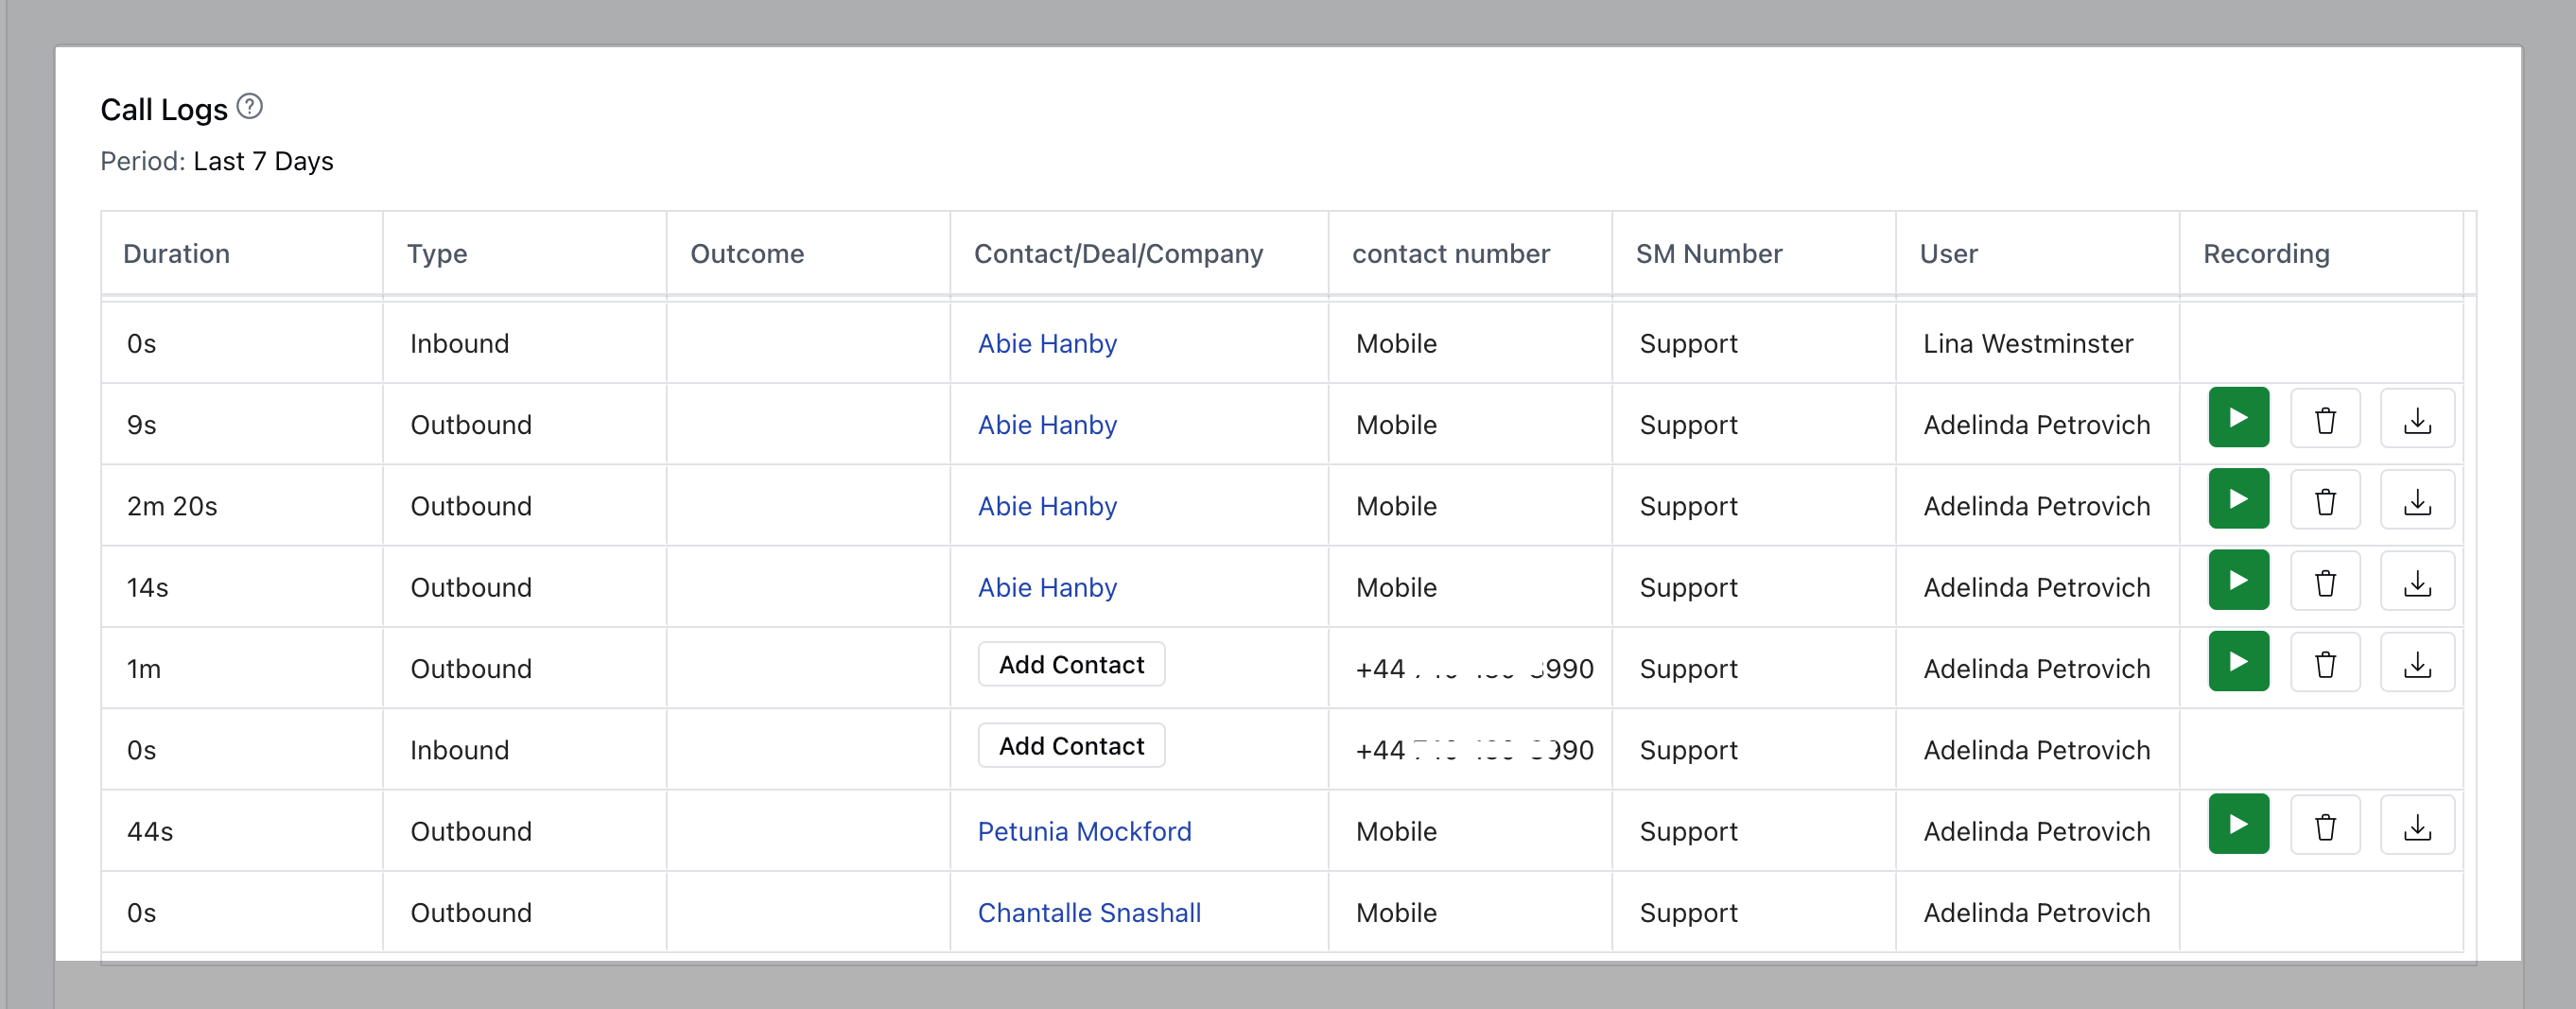 Call Logs ?
Period: Last 7 Days
Duration Type Outcome Contact/Deal/Company contact number SM Number User Recording
0s Inbound Abie Hanby Mobile Support Lina Westminster
9s Outbound Abie Hanby Mobile Support Adelinda Petrovich
2m 20s Outbound Abie Hanby Mobile Support Adelinda Petrovich
14s Outbound Abie Hanby Mobile Support Adelinda Petrovich
1m Outbound Add Contact +44 990 Support Adelinda Petrovich
0s Inbound Add Contact +44 990 Support Adelinda Petrovich
44s Outbound Petunia Mockford Mobile Support Adelinda Petrovich
0s Outbound Chantalle Snashall Mobile Support Adelinda Petrovich